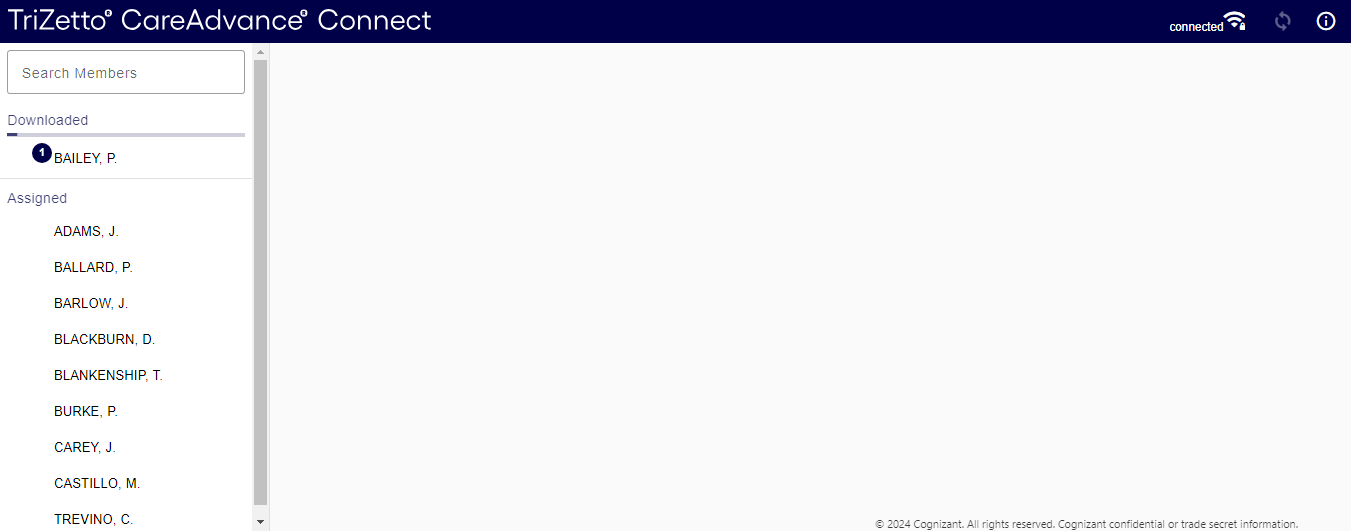 TriZetto® CareAdvance® Connect
connected
Search Members
Downloaded
1
BAILEY, P.
Assigned
ADAMS, J.
BALLARD, P.
BARLOW, J.
BLACKBURN, D.
BLANKENSHIP, T.
BURKE, P.
CAREY, J.
CASTILLO, M.
TREVINO, C.
© 2024 Cognizant. All rights reserved. Cognizant confidential or trade secret information.